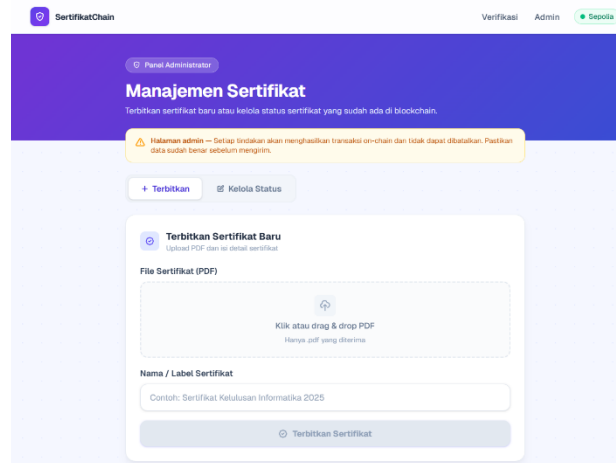 SertifikatChain
Verifikasi
Admin
Sepolia
Panel Administrator
Manajemen Sertifikat
Terbitkan sertifikat baru atau kelola status sertifikat yang sudah ada di blockchain.
Halaman admin — Setiap tindakan akan menghasilkan transaksi on-chain dan tidak dapat dibatalkan. Pastikan
data sudah benar sebelum mengirim.
+ Terbitkan
Kelola Status
Terbitkan Sertifikat Baru
Upload PDF dan isi detail sertifikat
File Sertifikat (PDF)
Klik atau drag & drop PDF
Hanya .pdf yang diterima
Nama / Label Sertifikat
Contoh: Sertifikat Kelulusan Informatika 2025
Terbitkan Sertifikat